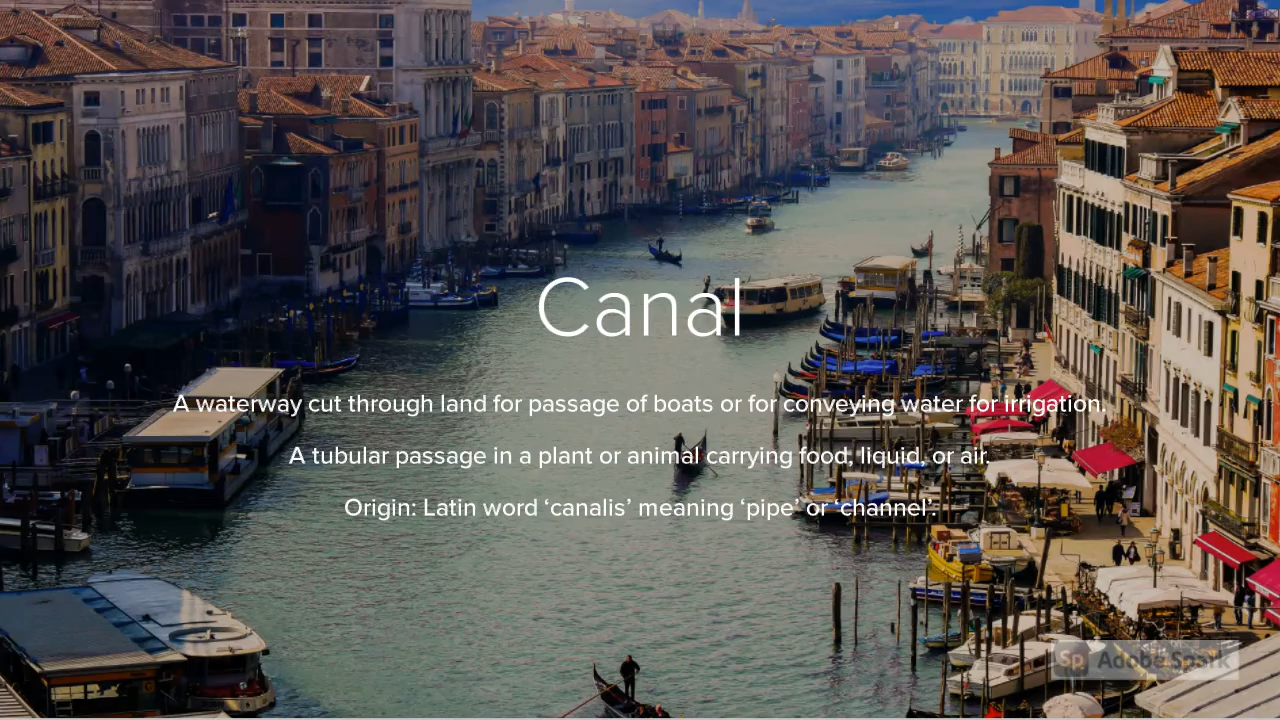 Canal
A waterway cut through land for passage of boats or for conveying water for irrigation.
A tubular passage in a plant or animal carrying food, liquid, or air
Origin: Latin word ‘canalis’ meaning ‘pipe’ or ‘channel’.
Sp Adobe Spark